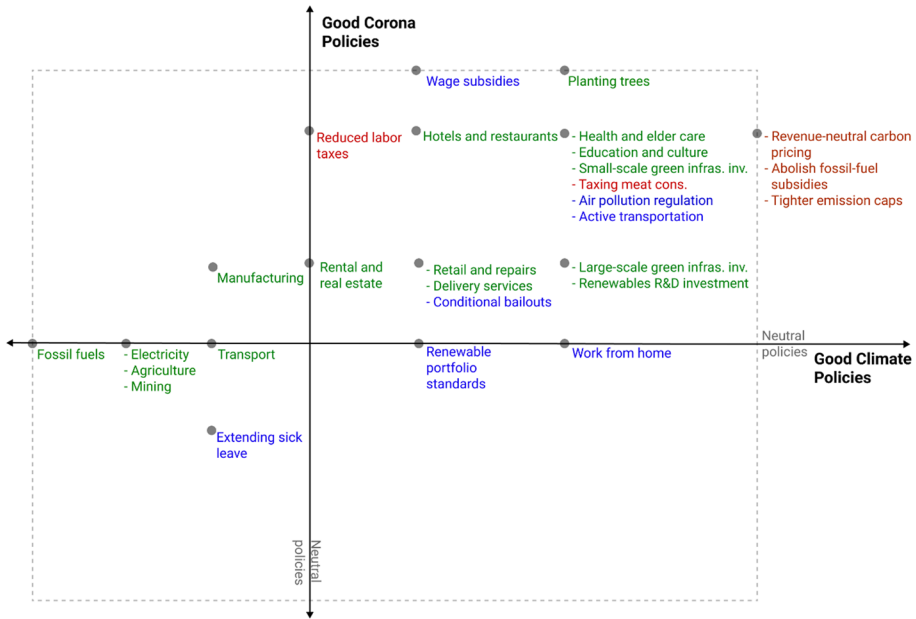 Good Corona
Policies
Wage subsidies
Planting trees
Reduced labor
taxes
Hotels and restaurants
- Health and elder care
- Education and culture
- Small-scale green infras. inv.
- Taxing meat cons.
- Air pollution regulation
- Active transportation
- Revenue-neutral carbon
pricing
- Abolish fossil-fuel
subsidies
- Tighter emission caps
Manufacturing
Rental and
real estate
- Retail and repairs
- Delivery services
- Conditional bailouts
- Large-scale green infras. inv.
- Renewables R&D investment
Fossil fuels
- Electricity
- Agriculture
- Mining
Transport
Renewable
portfolio
standards
Work from home
Neutral
policies
Good Climate
Policies
Extending sick
leave
Neutral
policies